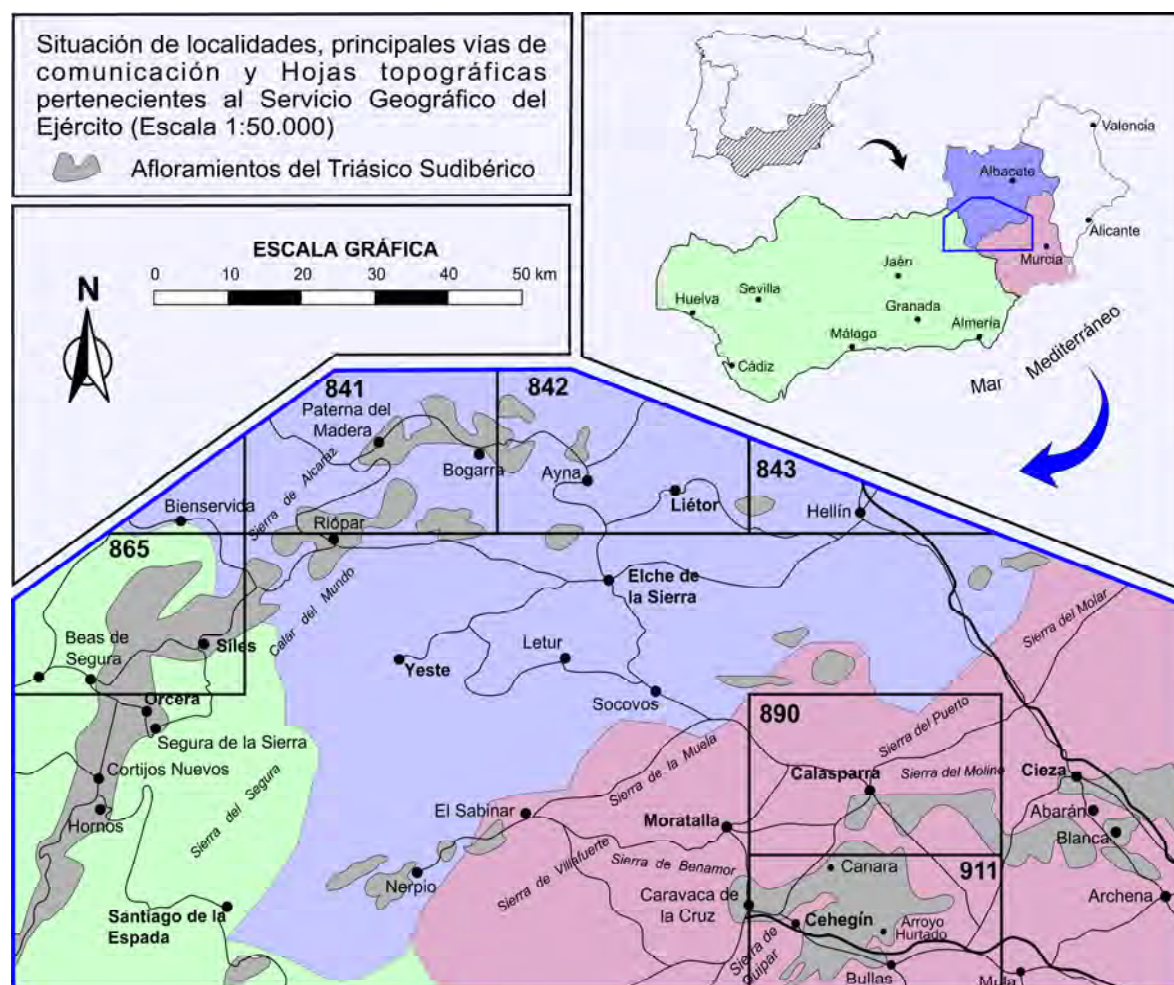 Situación de localidades, principales vías de
comunicación y Hojas topográficas
pertenecientes al Servicio Geográfico del
Ejército (Escala 1:50.000)
Afloramientos del Triásico Sudibérico
Valencia
Albacete
Alicante
Murcia
Jaén
Sevilla
Huelva
Granada
Almería
Málaga
Cádiz
Mar Mediterráneo
ESCALA GRÁFICA
0 10 20 30 40 50 km
N
841
842
843
Paterna del
Madera
Bogarra
Ayna
Liétor
Hellín
Sierra de Alcaraz
Bienservida
Riópar
865
Calar del Mundo
Elche de
la Sierra
Sierra del Molar
Beas de
Segura
Siles
Yeste
Letur
Socovos
Orcera
Segura de la Sierra
890
Sierra del Puerto
Cortijos Nuevos
Sierra de la Muela
Calasparra
Sierra del Molino
Cieza
Hornos
Sierra del Segura
El Sabinar
Moratalla
Abarán
Blanca
Sierra de Villafuerte
Sierra de Benamor
Nerpio
Canara
911
Caravaca de
la Cruz
Archena
Santiago de la
Espada
Cehegín
Arroyo
Hurtado
Sierra de
Quipar
Bullas
Mula